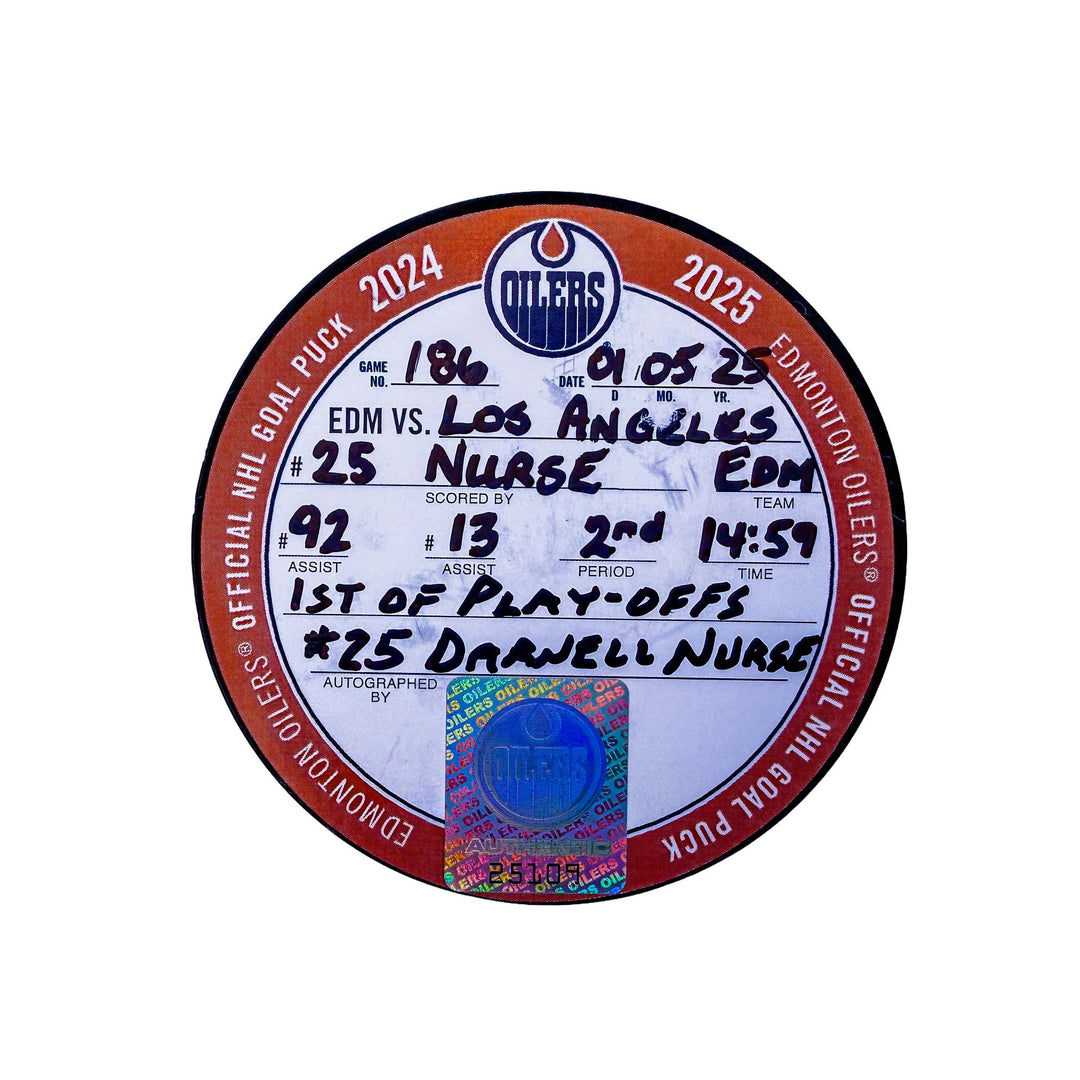 2024 2025
EDMONTON OILERS® OFFICIAL NHL GOAL PUCK
EDMONTON OILERS® OFFICIAL NHL GOAL PUCK
OILERS
GAME NO. 186 DATE 01/05 25
D MO. YR.
EDM VS. LOS ANGELES
#25 NURSE EDM
SCORED BY TEAM
#92 #13 2nd 14:59
ASSIST ASSIST PERIOD TIME
1ST OF PLAY-OFFS
#25 DARNELL NURSE
AUTOGRAPHED BY
OILERS
AUTHENTIC
25109